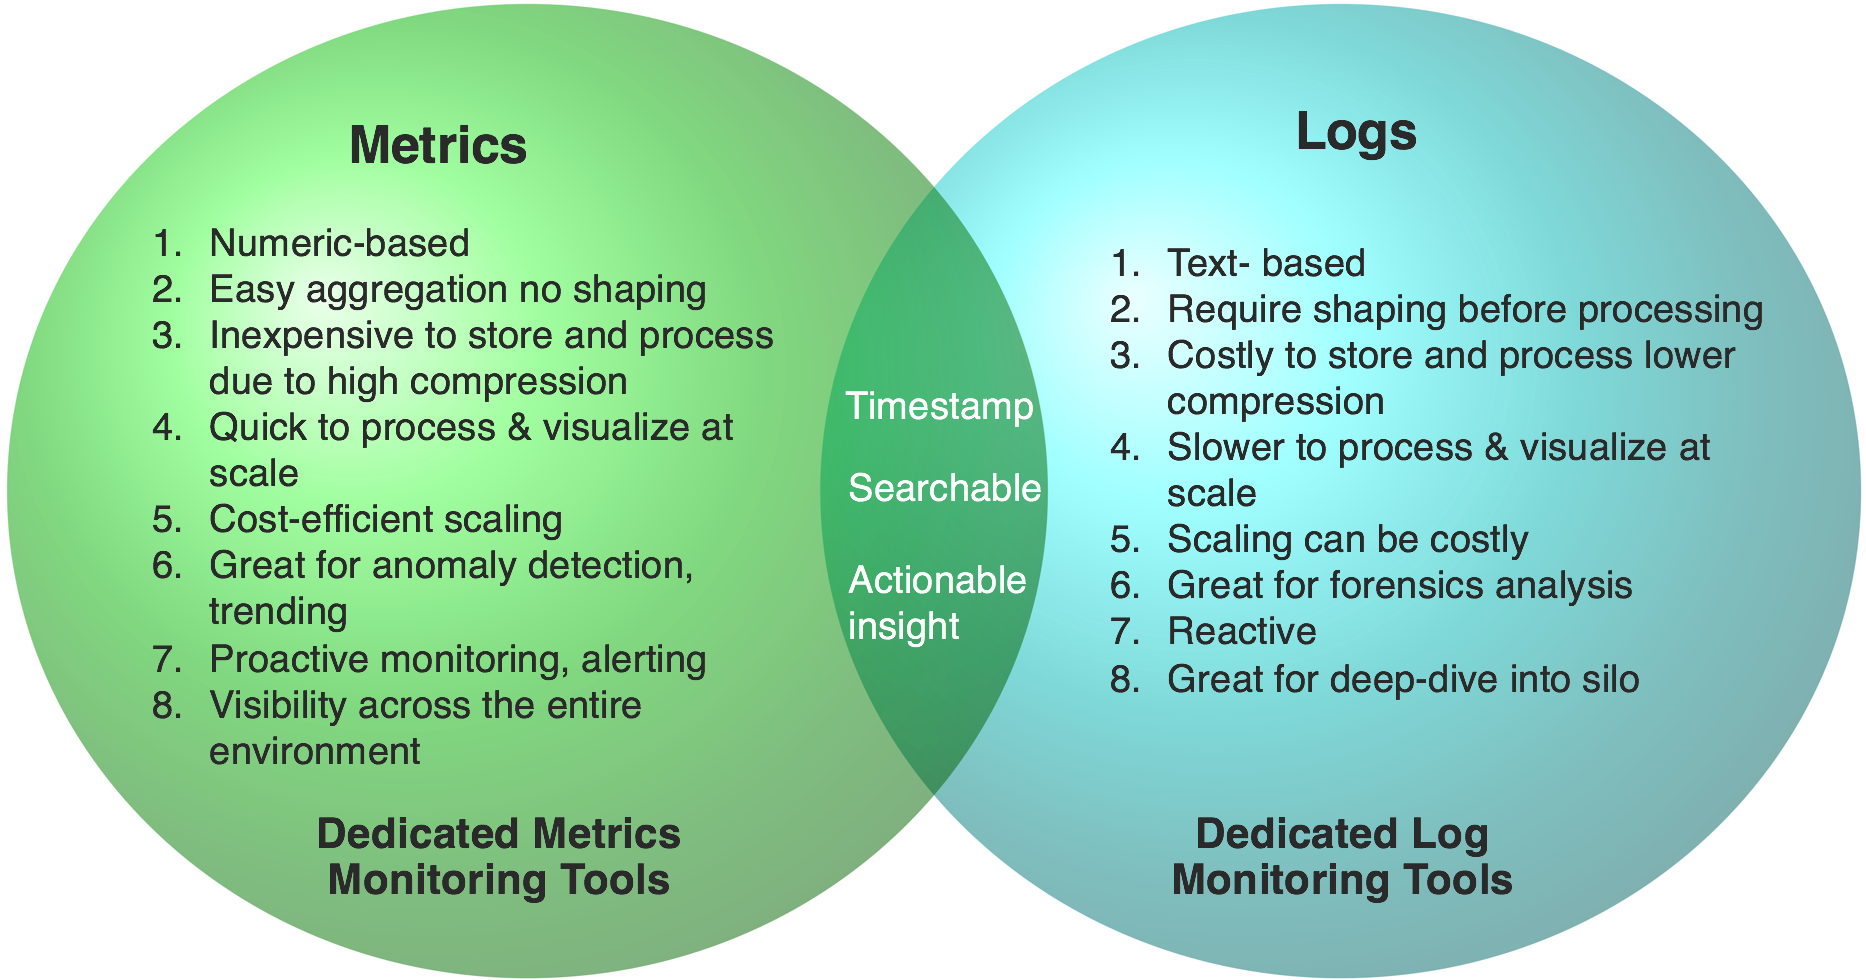 Metrics
1. Numeric-based
2. Easy aggregation no shaping
3. Inexpensive to store and process
due to high compression
4. Quick to process & visualize at
scale
5. Cost-efficient scaling
6. Great for anomaly detection,
trending
7. Proactive monitoring, alerting
8. Visibility across the entire
environment
Dedicated Metrics
Monitoring Tools
Timestamp
Searchable
Actionable
insight
Logs
1. Text- based
2. Require shaping before processing
3. Costly to store and process lower
compression
4. Slower to process & visualize at
scale
5. Scaling can be costly
6. Great for forensics analysis
7. Reactive
8. Great for deep-dive into silo
Dedicated Log
Monitoring Tools